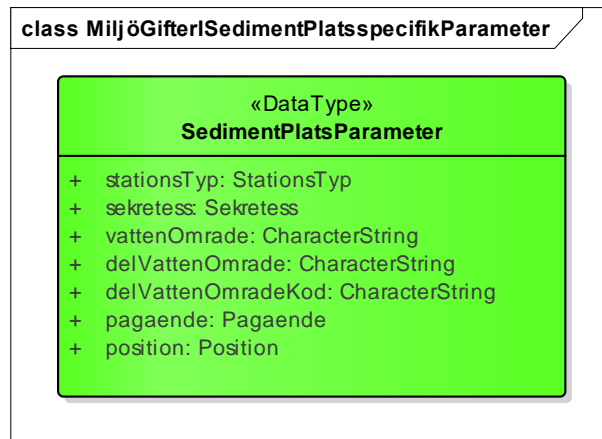 class MiljöGifterISedimentPlatsspecifikParameter
«DataType»
SedimentPlatsParameter
+ stationsTyp: StationsTyp
+ sekretess: Sekretess
+ vattenOmrade: CharacterString
+ delVattenOmrade: CharacterString
+ delVattenOmradeKod: CharacterString
+ pagaende: Pagaende
+ position: Position